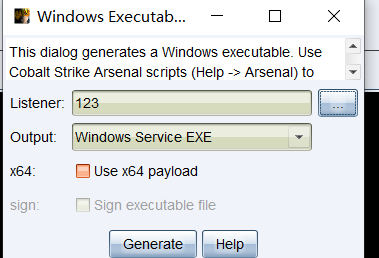 Windows Executab...
This dialog generates a Windows executable. Use
Cobalt Strike Arsenal scripts (Help -> Arsenal) to
Listener: 123 ...
Output: Windows Service EXE
x64: Use x64 payload
sign: Sign executable file
Generate Help